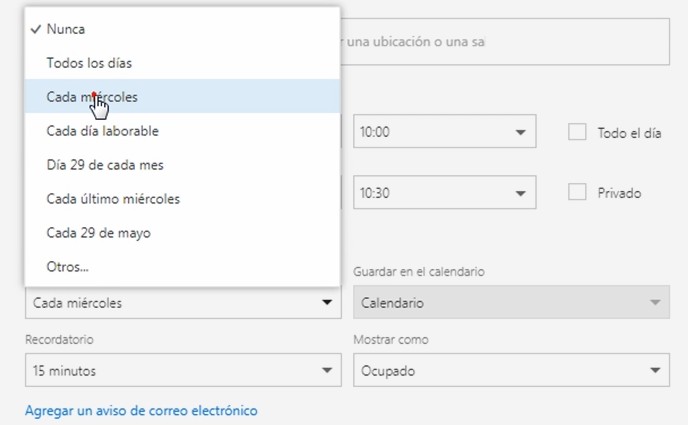 Nunca
una ubicación o una sa
Todos los días
Cada miércoles
Cada día laborable
10:00
Todo el día
Día 29 de cada mes
Cada último miércoles
10:30
Privado
Cada 29 de mayo
Otros...
Guardar en el calendario
Cada miércoles
Calendario
Recordatorio
Mostrar como
15 minutos
Ocupado
Agregar un aviso de correo electrónico